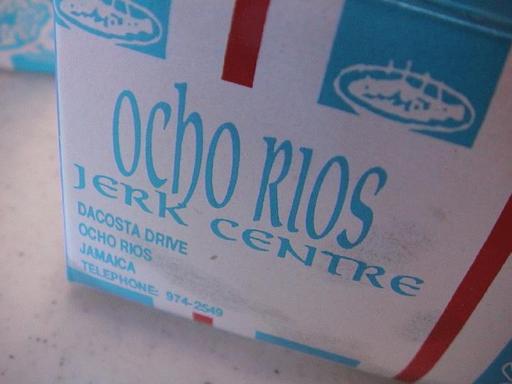 Ocho Rios
JERK CENTRE
DACOSTA DRIVE
OCHO RIOS
JAMAICA
TELEPHONE: 974-2549